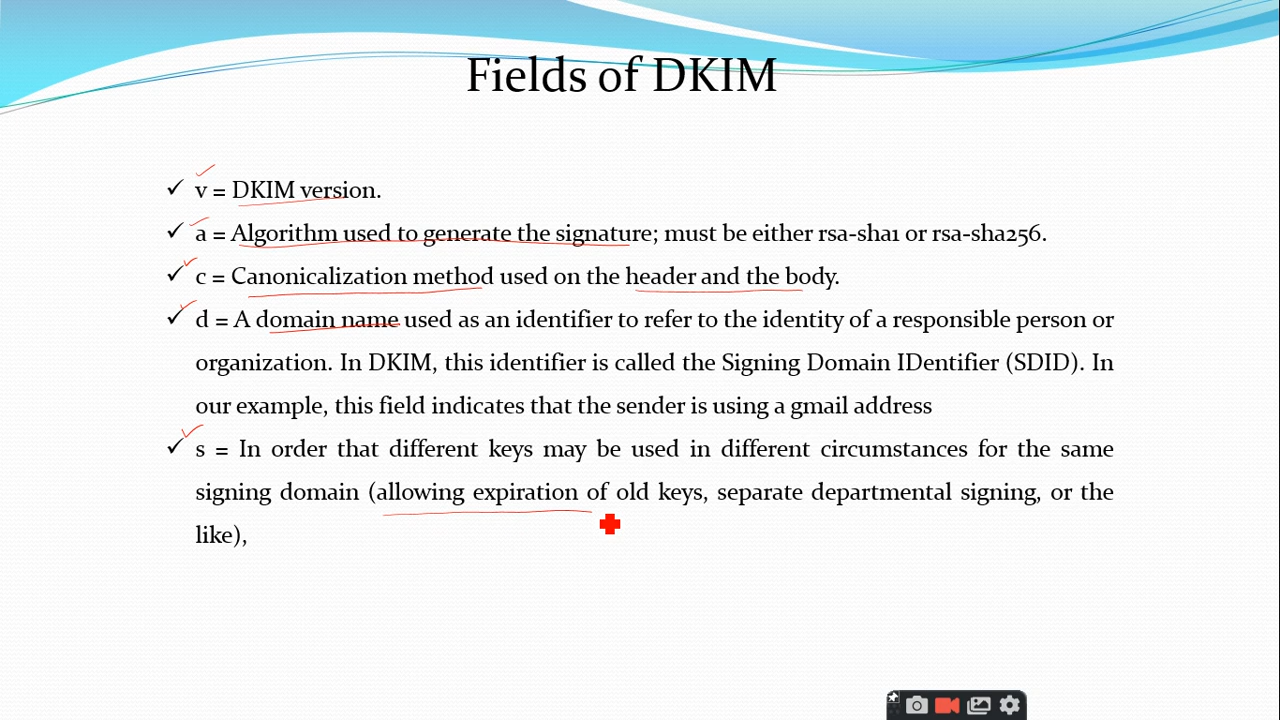 Fields of DKIM
✓ v = DKIM version.
✓ a = Algorithm used to generate the signature; must be either rsa-sha1 or rsa-sha256.
✓ c = Canonicalization method used on the header and the body.
✓ d = A domain name used as an identifier to refer to the identity of a responsible person or
organization. In DKIM, this identifier is called the Signing Domain IDentifier (SDID). In
our example, this field indicates that the sender is using a gmail address
✓ s = In order that different keys may be used in different circumstances for the same
signing domain (allowing expiration of old keys, separate departmental signing, or the
like),